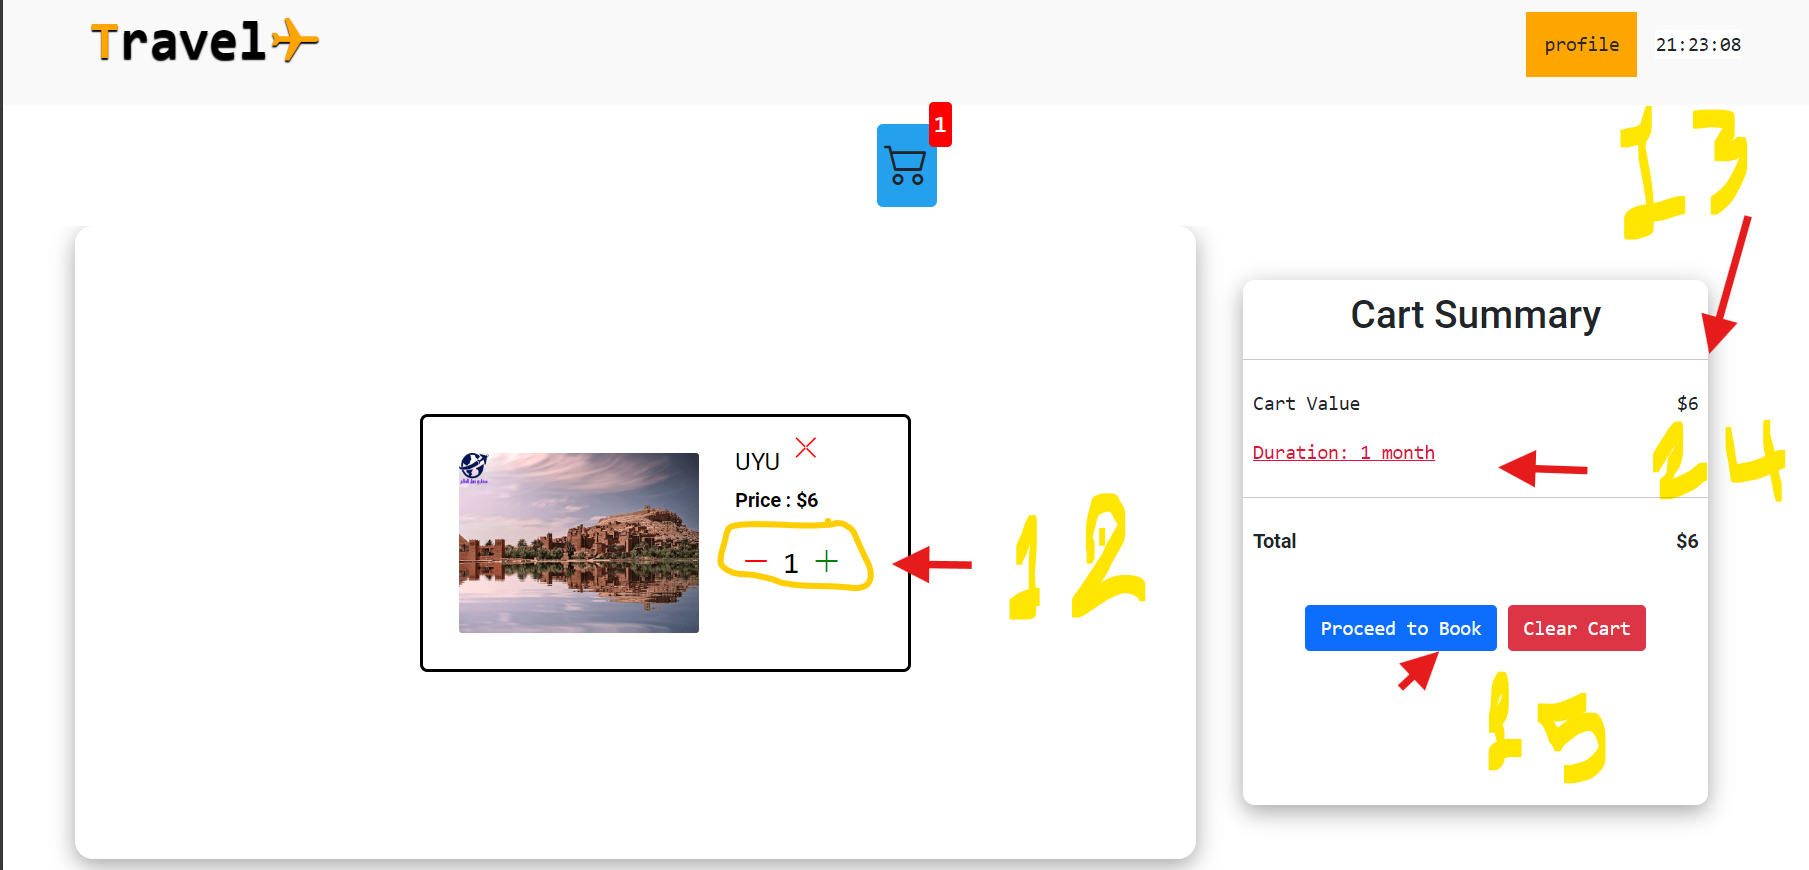 Travel
profile
21:23:08
1
13
Cart Summary
Cart Value $6
Duration: 1 month
24
Total $6
Proceed to Book
Clear Cart
15
UYU
Price : $6
1
12